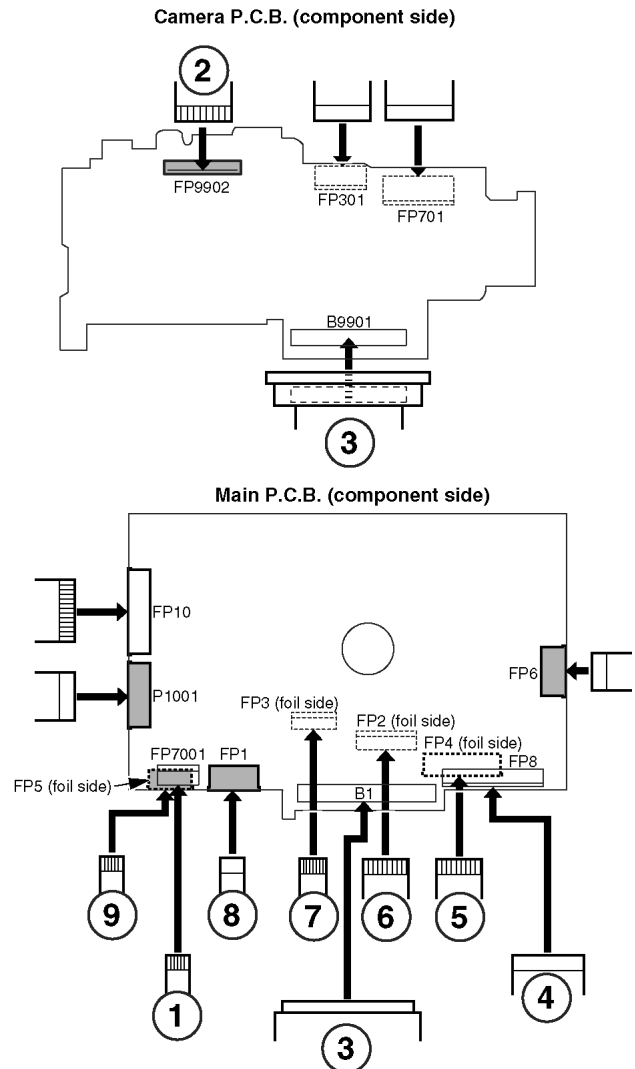 Camera P.C.B. (component side)
2
FP9902
FP301
FP701
B9901
3
Main P.C.B. (component side)
FP10
P1001
FP6
FP3 (foil side)
FP2 (foil side)
FP4 (foil side)
FP7001
FP1
FP8
FP5 (foil side)
B1
9
8
7
6
5
1
3
4